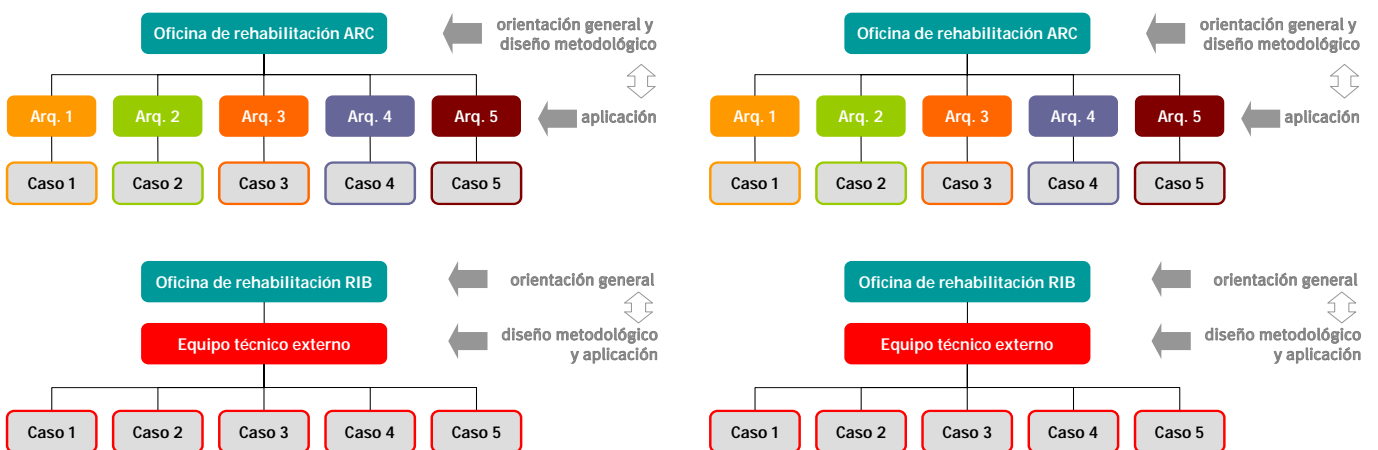 Oficina de rehabilitación ARC
orientación general y
diseño metodológico
Arq. 1
Arq. 2
Arq. 3
Arq. 4
Arq. 5
aplicación
Caso 1
Caso 2
Caso 3
Caso 4
Caso 5
Oficina de rehabilitación RIB
orientación general
Equipo técnico externo
diseño metodológico
y aplicación
Caso 1
Caso 2
Caso 3
Caso 4
Caso 5
Oficina de rehabilitación ARC
orientación general y
diseño metodológico
Arq. 1
Arq. 2
Arq. 3
Arq. 4
Arq. 5
aplicación
Caso 1
Caso 2
Caso 3
Caso 4
Caso 5
Oficina de rehabilitación RIB
orientación general
Equipo técnico externo
diseño metodológico
y aplicación
Caso 1
Caso 2
Caso 3
Caso 4
Caso 5